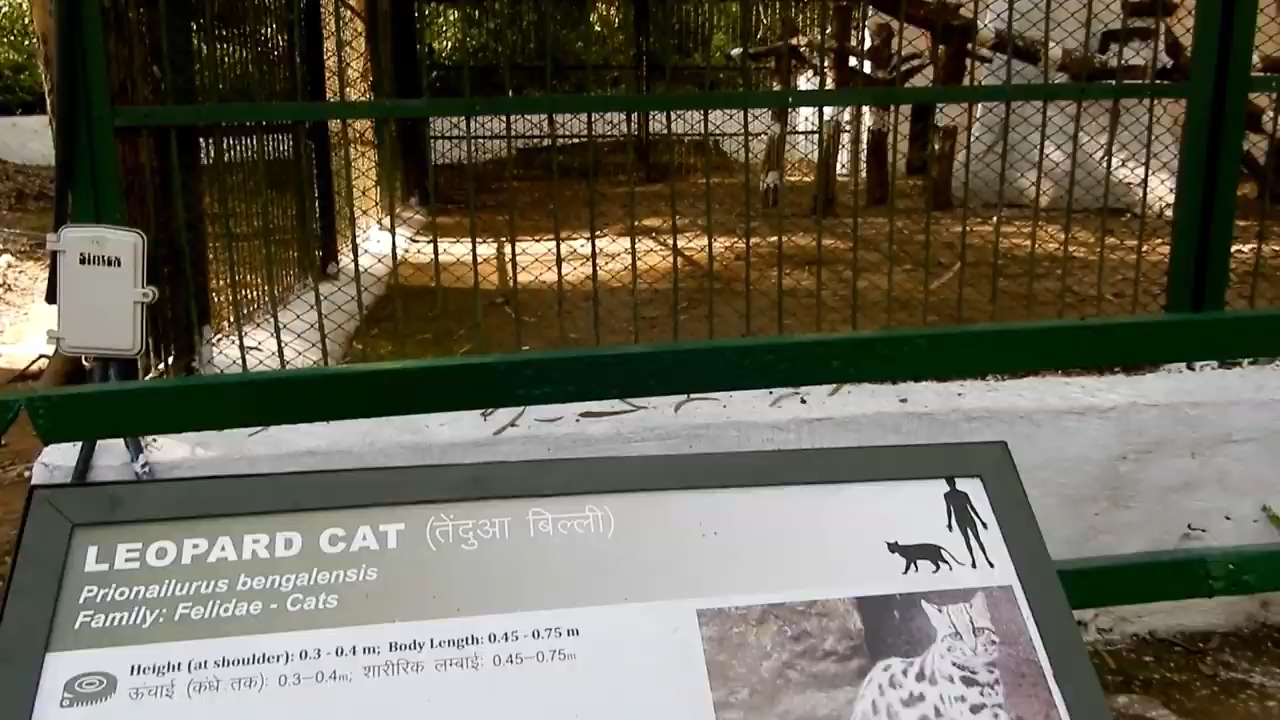 Sintex
LEOPARD CAT (तेंदुआ बिल्ली)
Prionailurus bengalensis
Family: Felidae - Cats
Height (at shoulder): 0.3 - 0.4 m; Body Length: 0.45 - 0.75 m
ऊंचाई (कंधे तक): 0.3–0.4m; शारीरिक लम्बाई: 0.45–0.75m